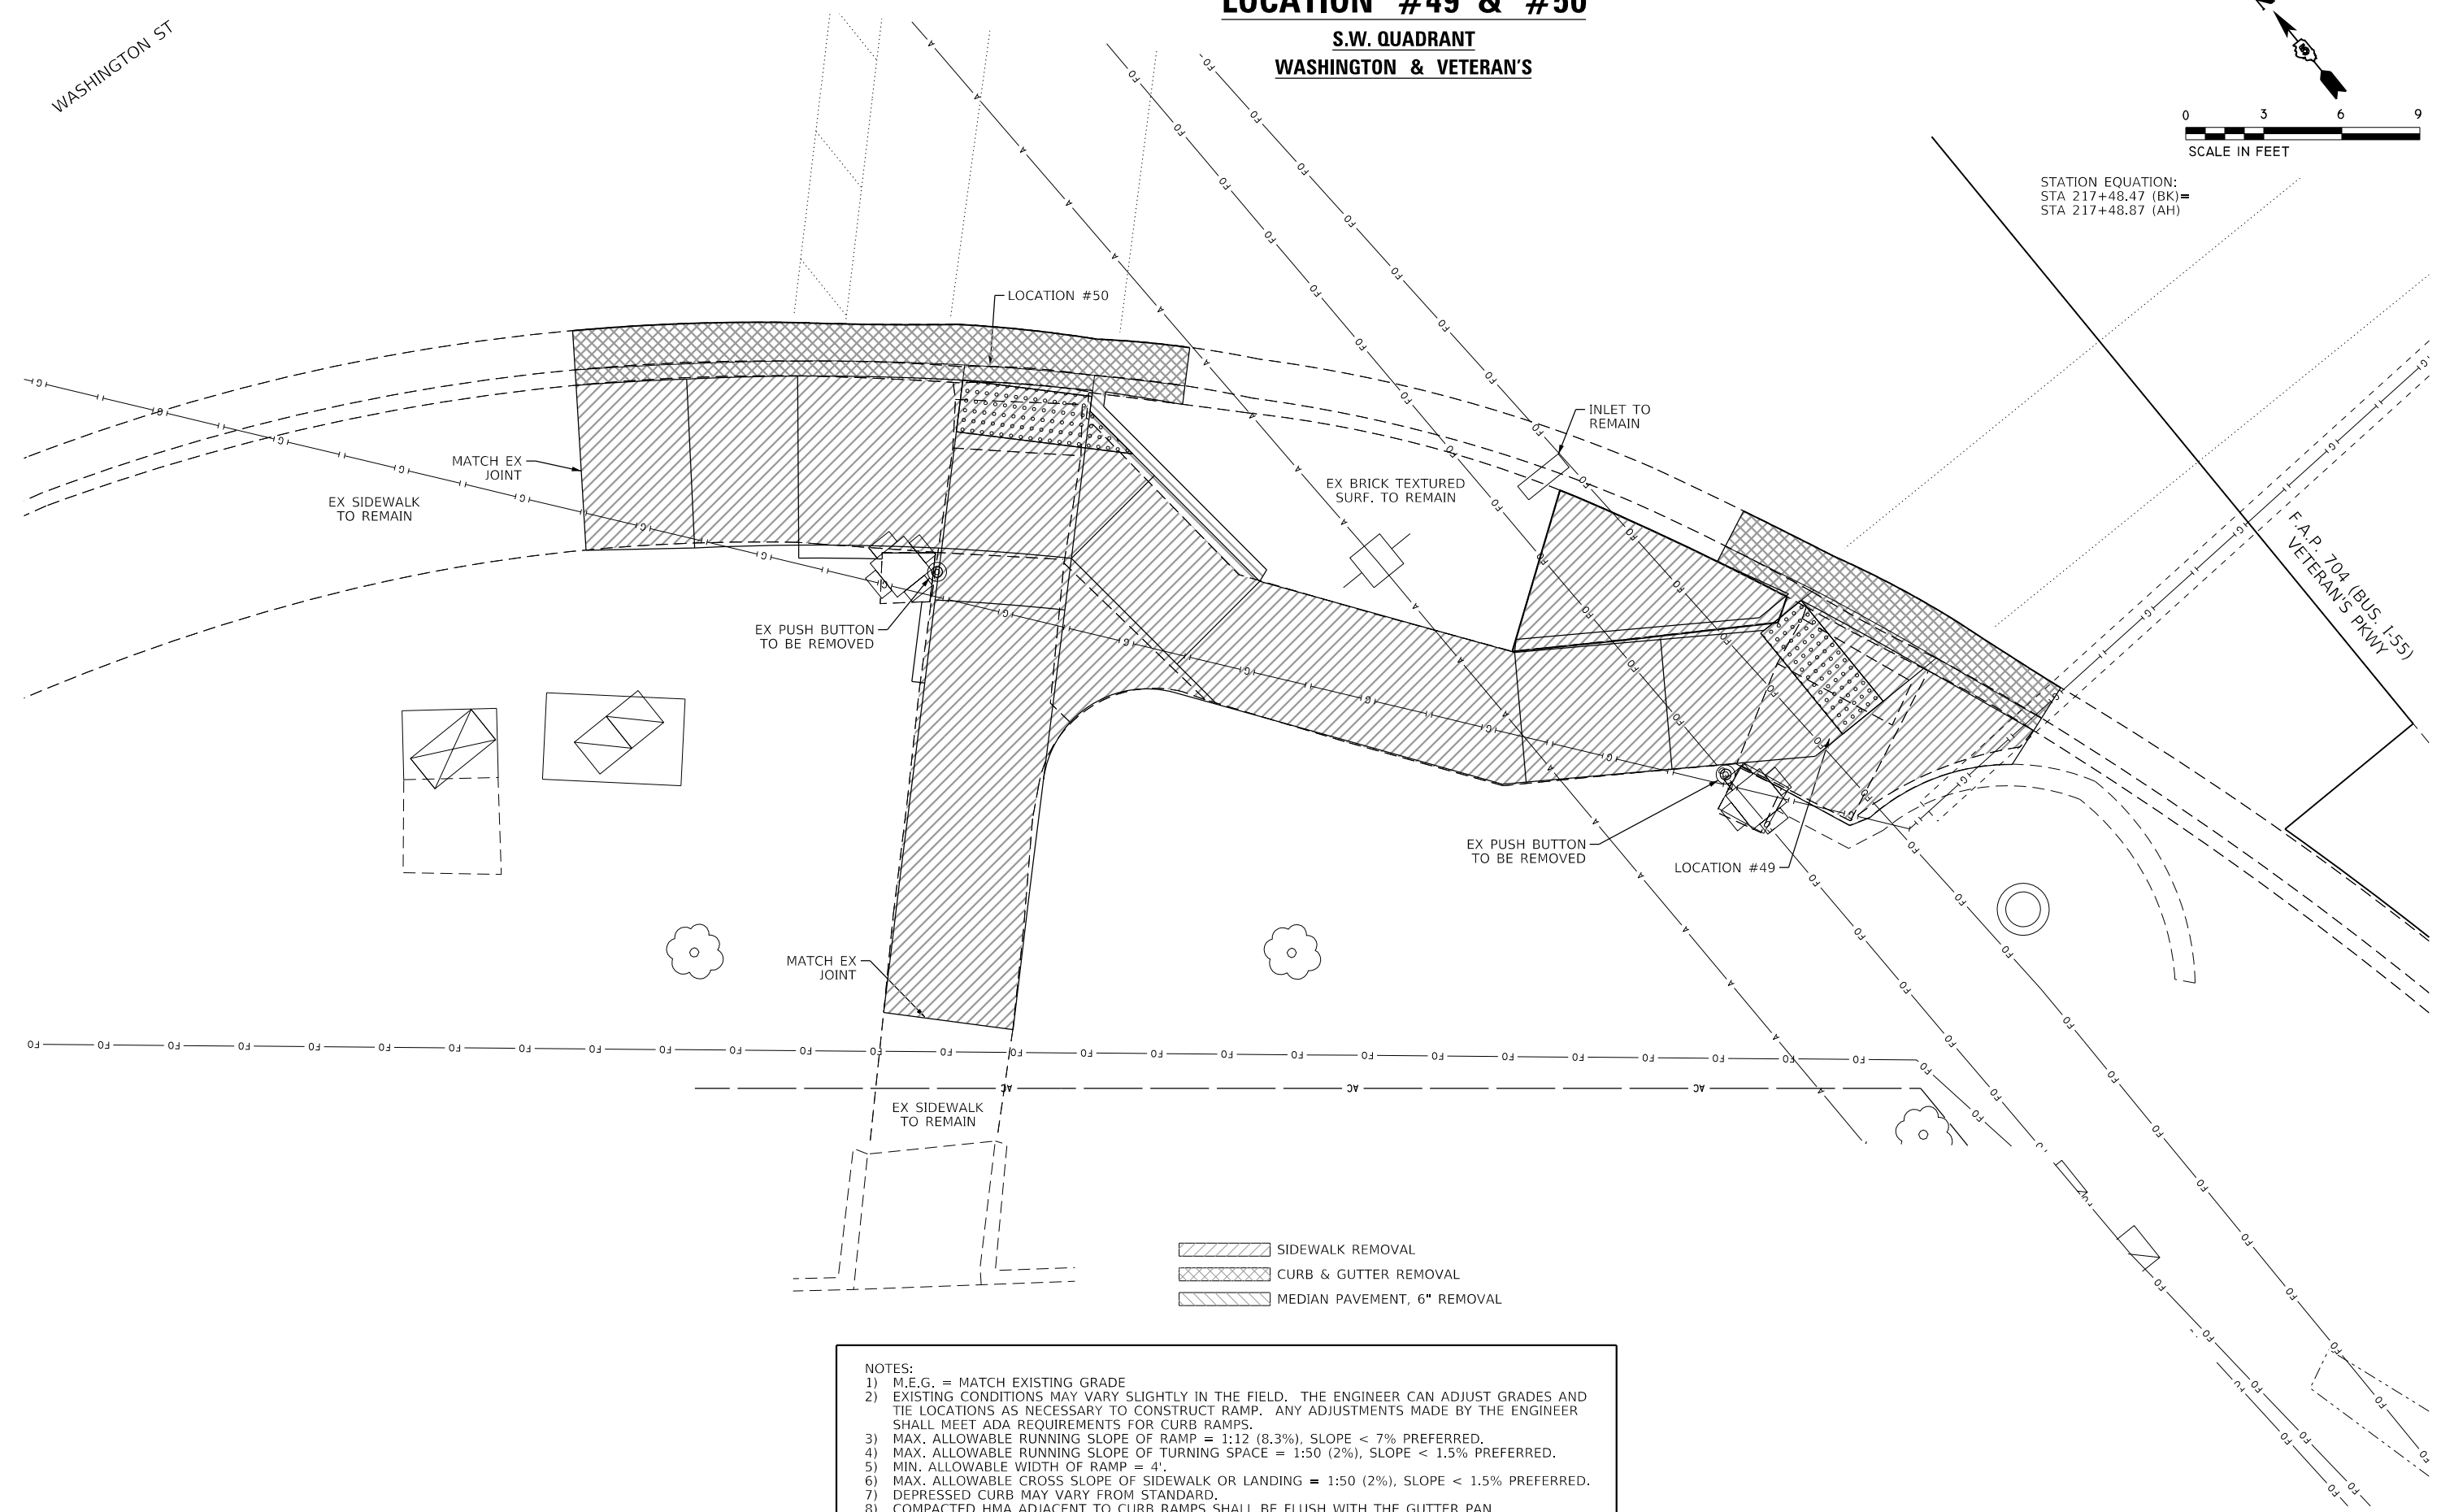 LOCATION #49 & #50
S.W. QUADRANT
WASHINGTON & VETERAN'S
WASHINGTON ST
0 3 6 9
SCALE IN FEET
STATION EQUATION:
STA 217+48.47 (BK)=
STA 217+48.87 (AH)
LOCATION #50
INLET TO
REMAIN
MATCH EX
JOINT
EX SIDEWALK
TO REMAIN
EX BRICK TEXTURED
SURF. TO REMAIN
F.A.P. 704 (BUS. I-55)
VETERAN'S PKWY
EX PUSH BUTTON
TO BE REMOVED
EX PUSH BUTTON
TO BE REMOVED
LOCATION #49
MATCH EX
JOINT
EX SIDEWALK
TO REMAIN
SIDEWALK REMOVAL
CURB & GUTTER REMOVAL
MEDIAN PAVEMENT, 6" REMOVAL
NOTES:
1) M.E.G. = MATCH EXISTING GRADE
2) EXISTING CONDITIONS MAY VARY SLIGHTLY IN THE FIELD. THE ENGINEER CAN ADJUST GRADES AND
TIE LOCATIONS AS NECESSARY TO CONSTRUCT RAMP. ANY ADJUSTMENTS MADE BY THE ENGINEER
SHALL MEET ADA REQUIREMENTS FOR CURB RAMPS.
3) MAX. ALLOWABLE RUNNING SLOPE OF RAMP = 1:12 (8.3%), SLOPE < 7% PREFERRED.
4) MAX. ALLOWABLE RUNNING SLOPE OF TURNING SPACE = 1:50 (2%), SLOPE < 1.5% PREFERRED.
5) MIN. ALLOWABLE WIDTH OF RAMP = 4'.
6) MAX. ALLOWABLE CROSS SLOPE OF SIDEWALK OR LANDING = 1:50 (2%), SLOPE < 1.5% PREFERRED.
7) DEPRESSED CURB MAY VARY FROM STANDARD.
8) COMPACTED HMA ADJACENT TO CURB RAMPS SHALL BE FLUSH WITH THE GUTTER PAN